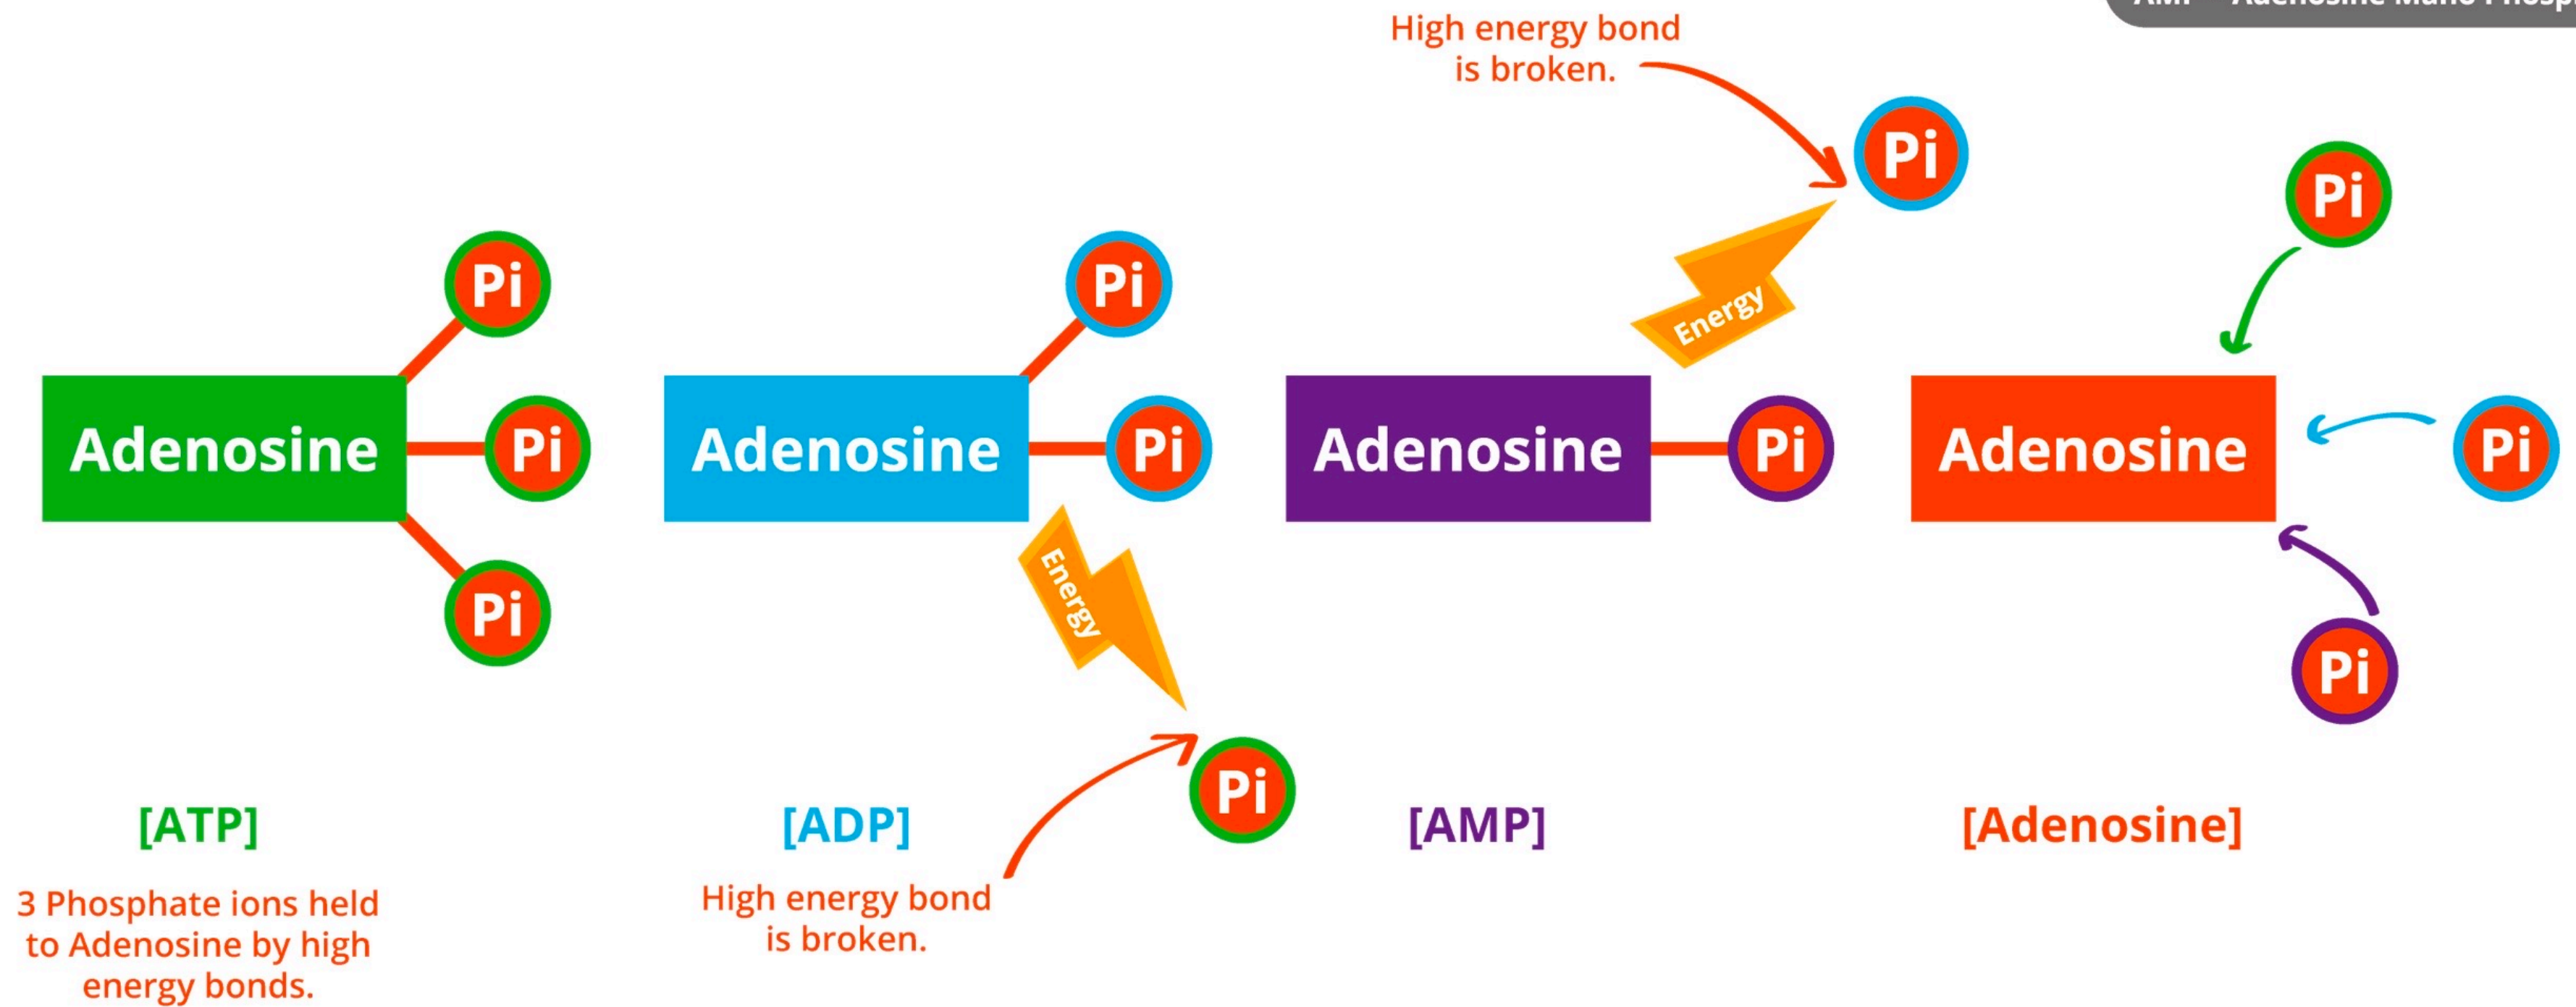 High energy bond
is broken.
Pi
Pi
Energy
Adenosine
Pi
Pi
Pi
Adenosine
Pi
Pi
Adenosine
Pi
Adenosine
Pi
Pi
Energy
Pi
[ATP]
3 Phosphate ions held
to Adenosine by high
energy bonds.
[ADP]
High energy bond
is broken.
[AMP]
[Adenosine]